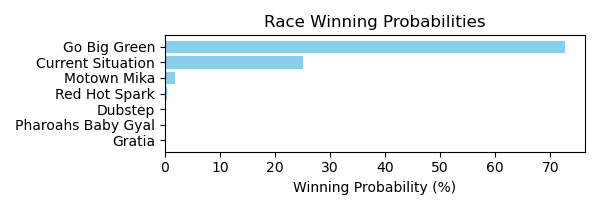 Race Winning Probabilities
Go Big Green
Current Situation
Motown Mika
Red Hot Spark
Dubstep
Pharoahs Baby Gyal
Gratia
0 10 20 30 40 50 60 70
Winning Probability (%)